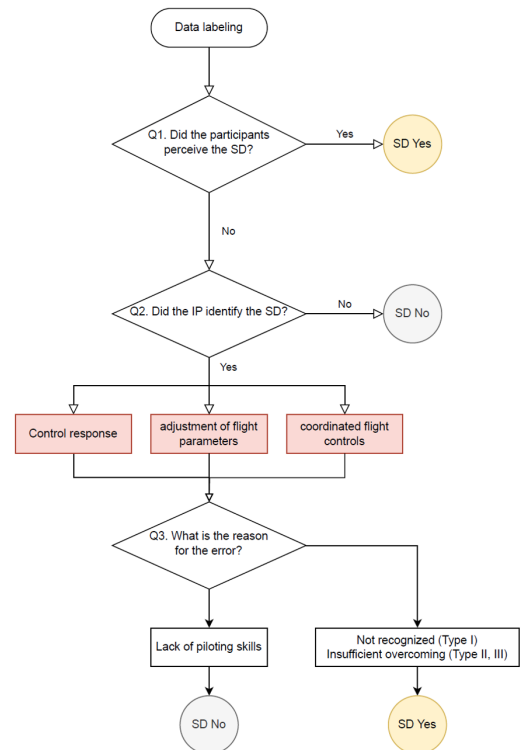 Data labeling
Q1. Did the participants
perceive the SD?
Yes
SD Yes
No
Q2. Did the IP identify the SD?
No
SD No
Yes
Control response
adjustment of flight
parameters
coordinated flight
controls
Q3. What is the reason
for the error?
Lack of piloting skills
Not recognized (Type I)
Insufficient overcoming (Type II, III)
SD No
SD Yes